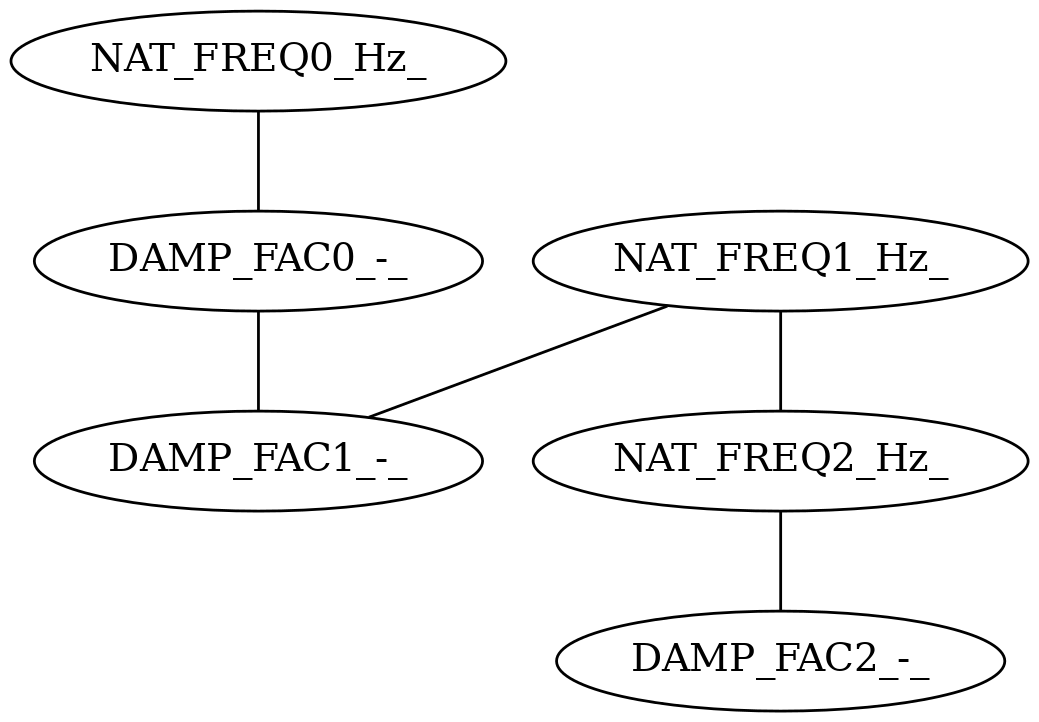 NAT_FREQ0_Hz_
DAMP_FAC0_-_
NAT_FREQ1_Hz_
DAMP_FAC1_-_
NAT_FREQ2_Hz_
DAMP_FAC2_-_